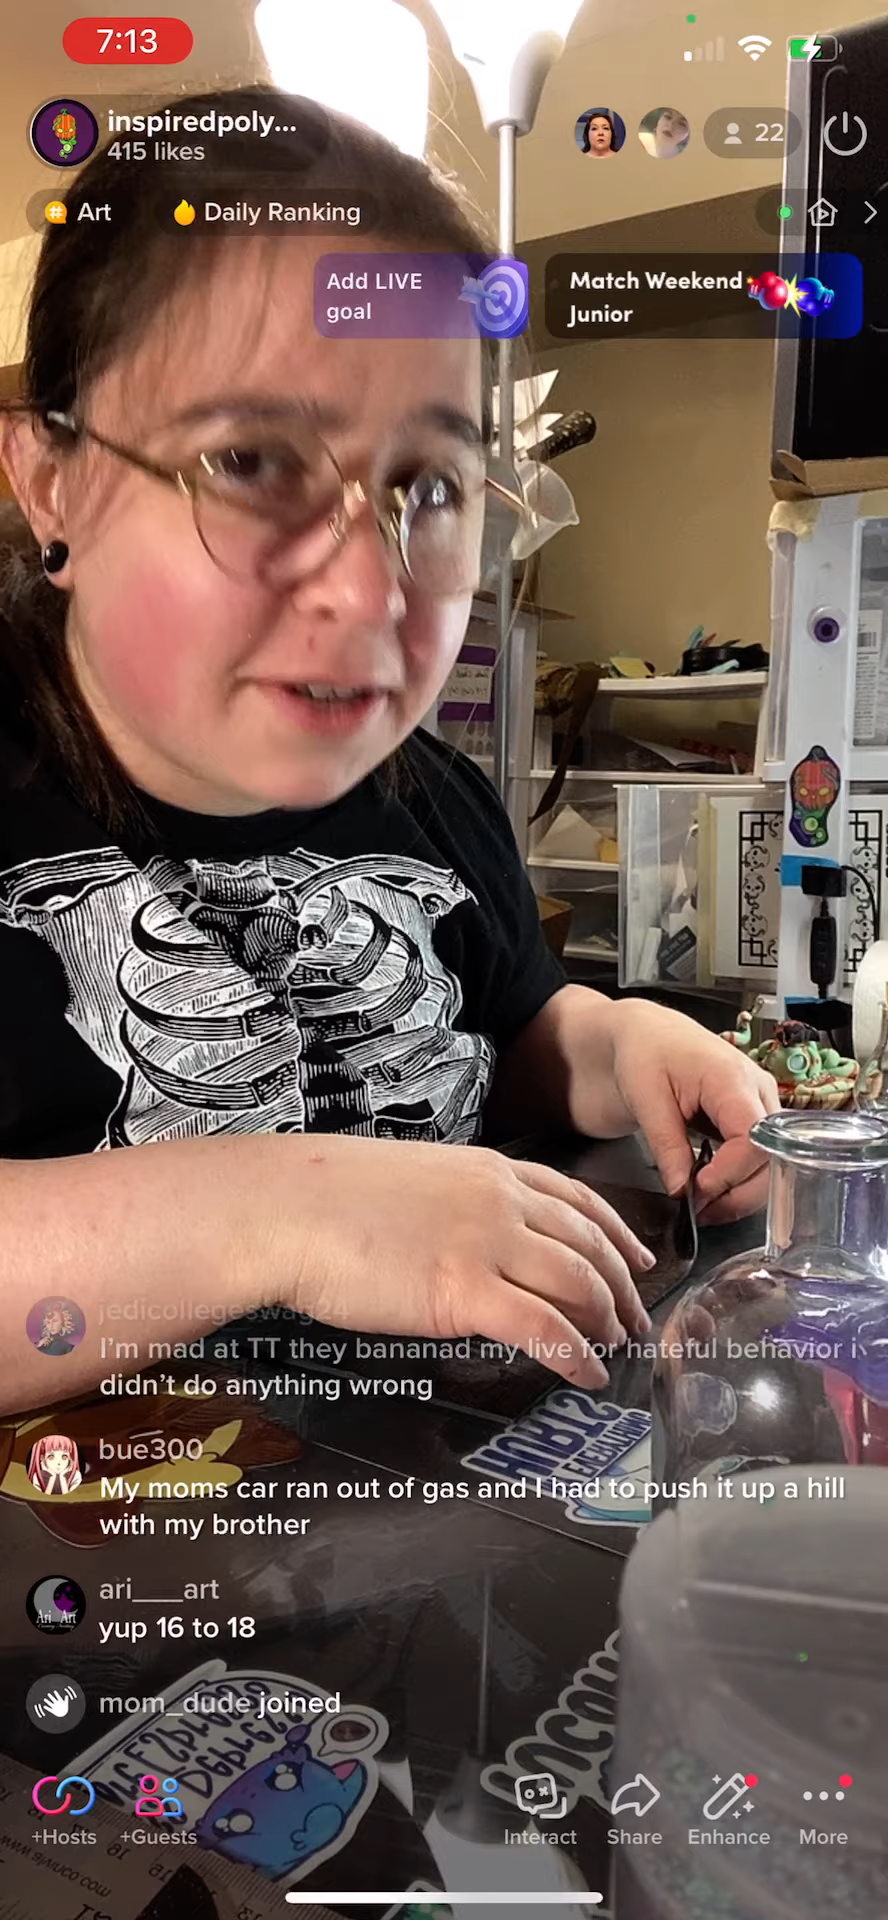 7:13
inspiredpoly...
415 likes
22
Art
Daily Ranking
Add LIVE
goal
Match Weekend
Junior
jedicollegeswag24
I'm mad at TT they bananad my live for hateful behavior i
didn't do anything wrong
bue300
My moms car ran out of gas and I had to push it up a hill
with my brother
ari___art
Ari Art
yup 16 to 18
mom_dude joined
+Hosts
+Guests
Interact
Share
Enhance
More